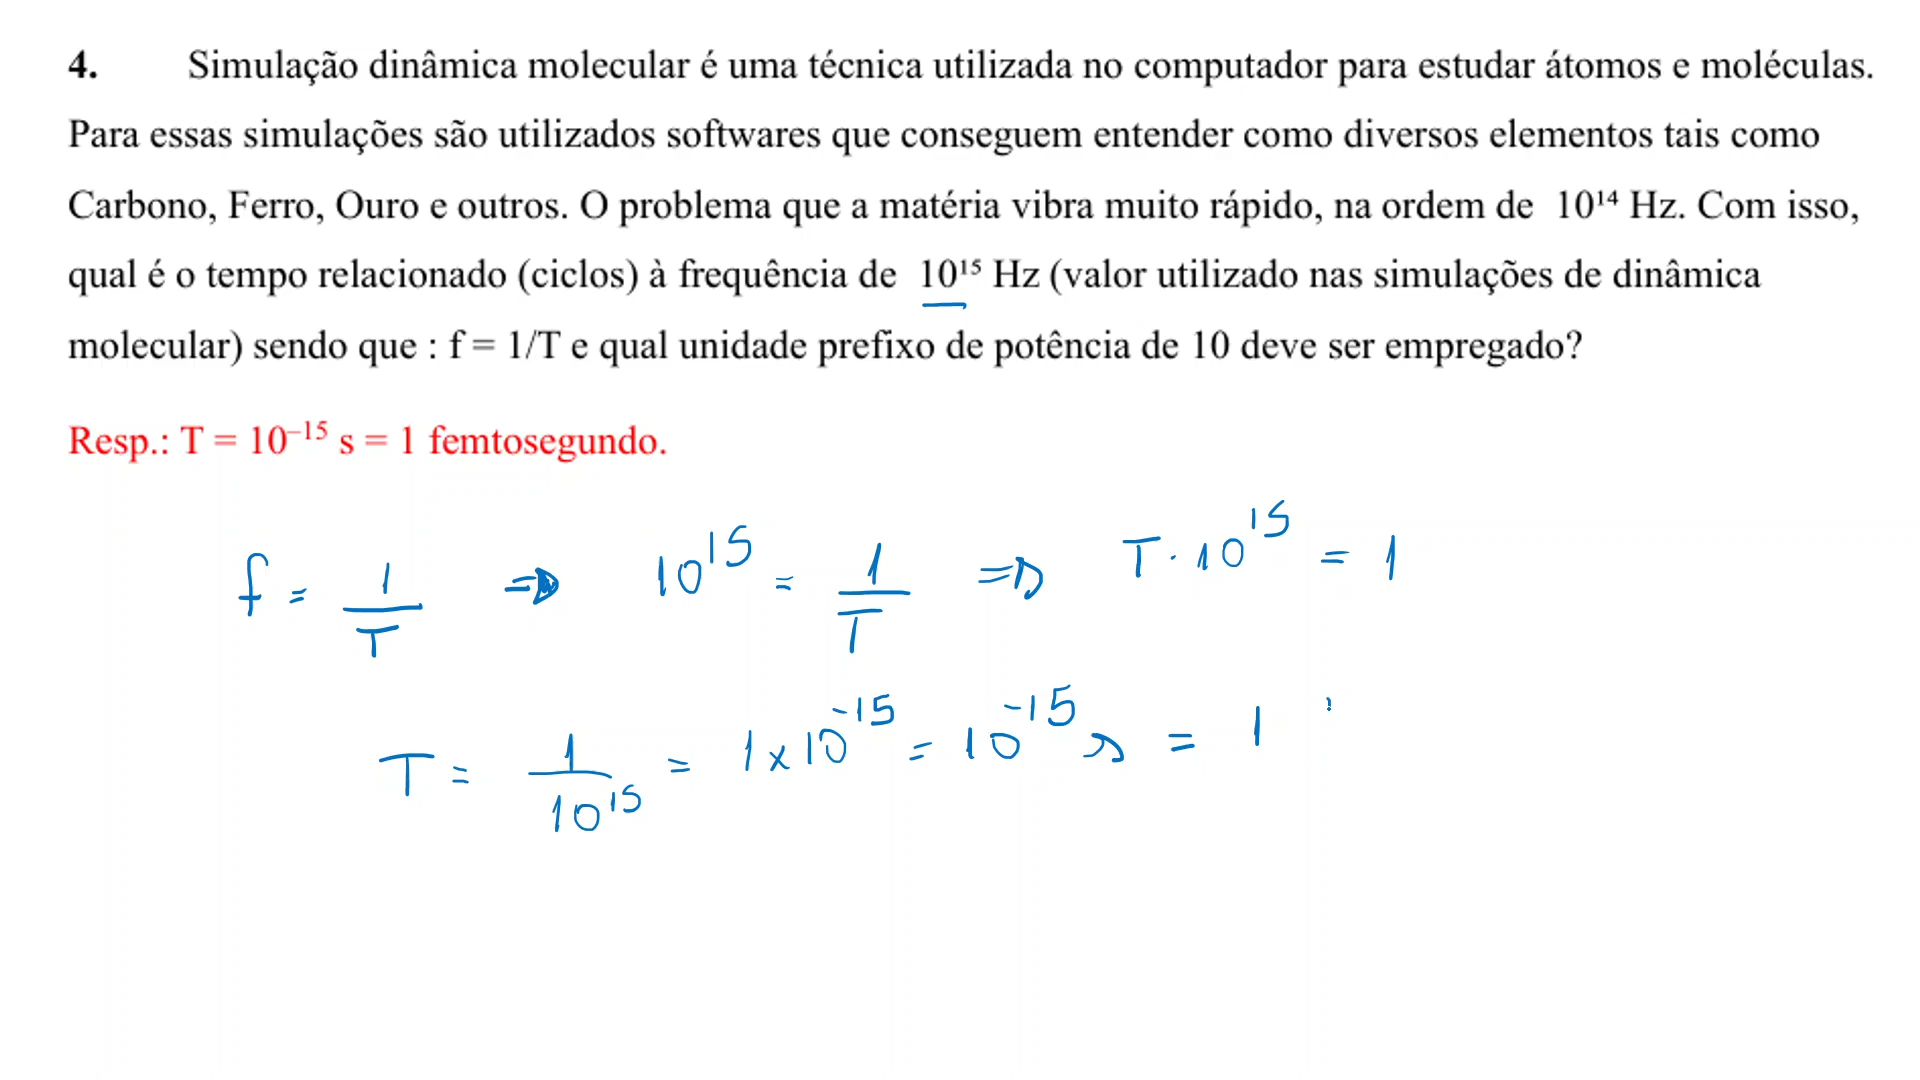 4. Simulação dinâmica molecular é uma técnica utilizada no computador para estudar átomos e moléculas.
Para essas simulações são utilizados softwares que conseguem entender como diversos elementos tais como
Carbono, Ferro, Ouro e outros. O problema que a matéria vibra muito rápido, na ordem de 10¹⁴ Hz. Com isso,
qual é o tempo relacionado (ciclos) à frequência de 10¹⁵ Hz (valor utilizado nas simulações de dinâmica
molecular) sendo que : f = 1/T e qual unidade prefixo de potência de 10 deve ser empregado?
Resp.: T = 10⁻¹⁵ s = 1 femtosegundo.
f = 1/T ⇒ 10¹⁵ = 1/T ⇒ T · 10¹⁵ = 1
T = 1/10¹⁵ = 1 x 10⁻¹⁵ = 10⁻¹⁵ s = 1